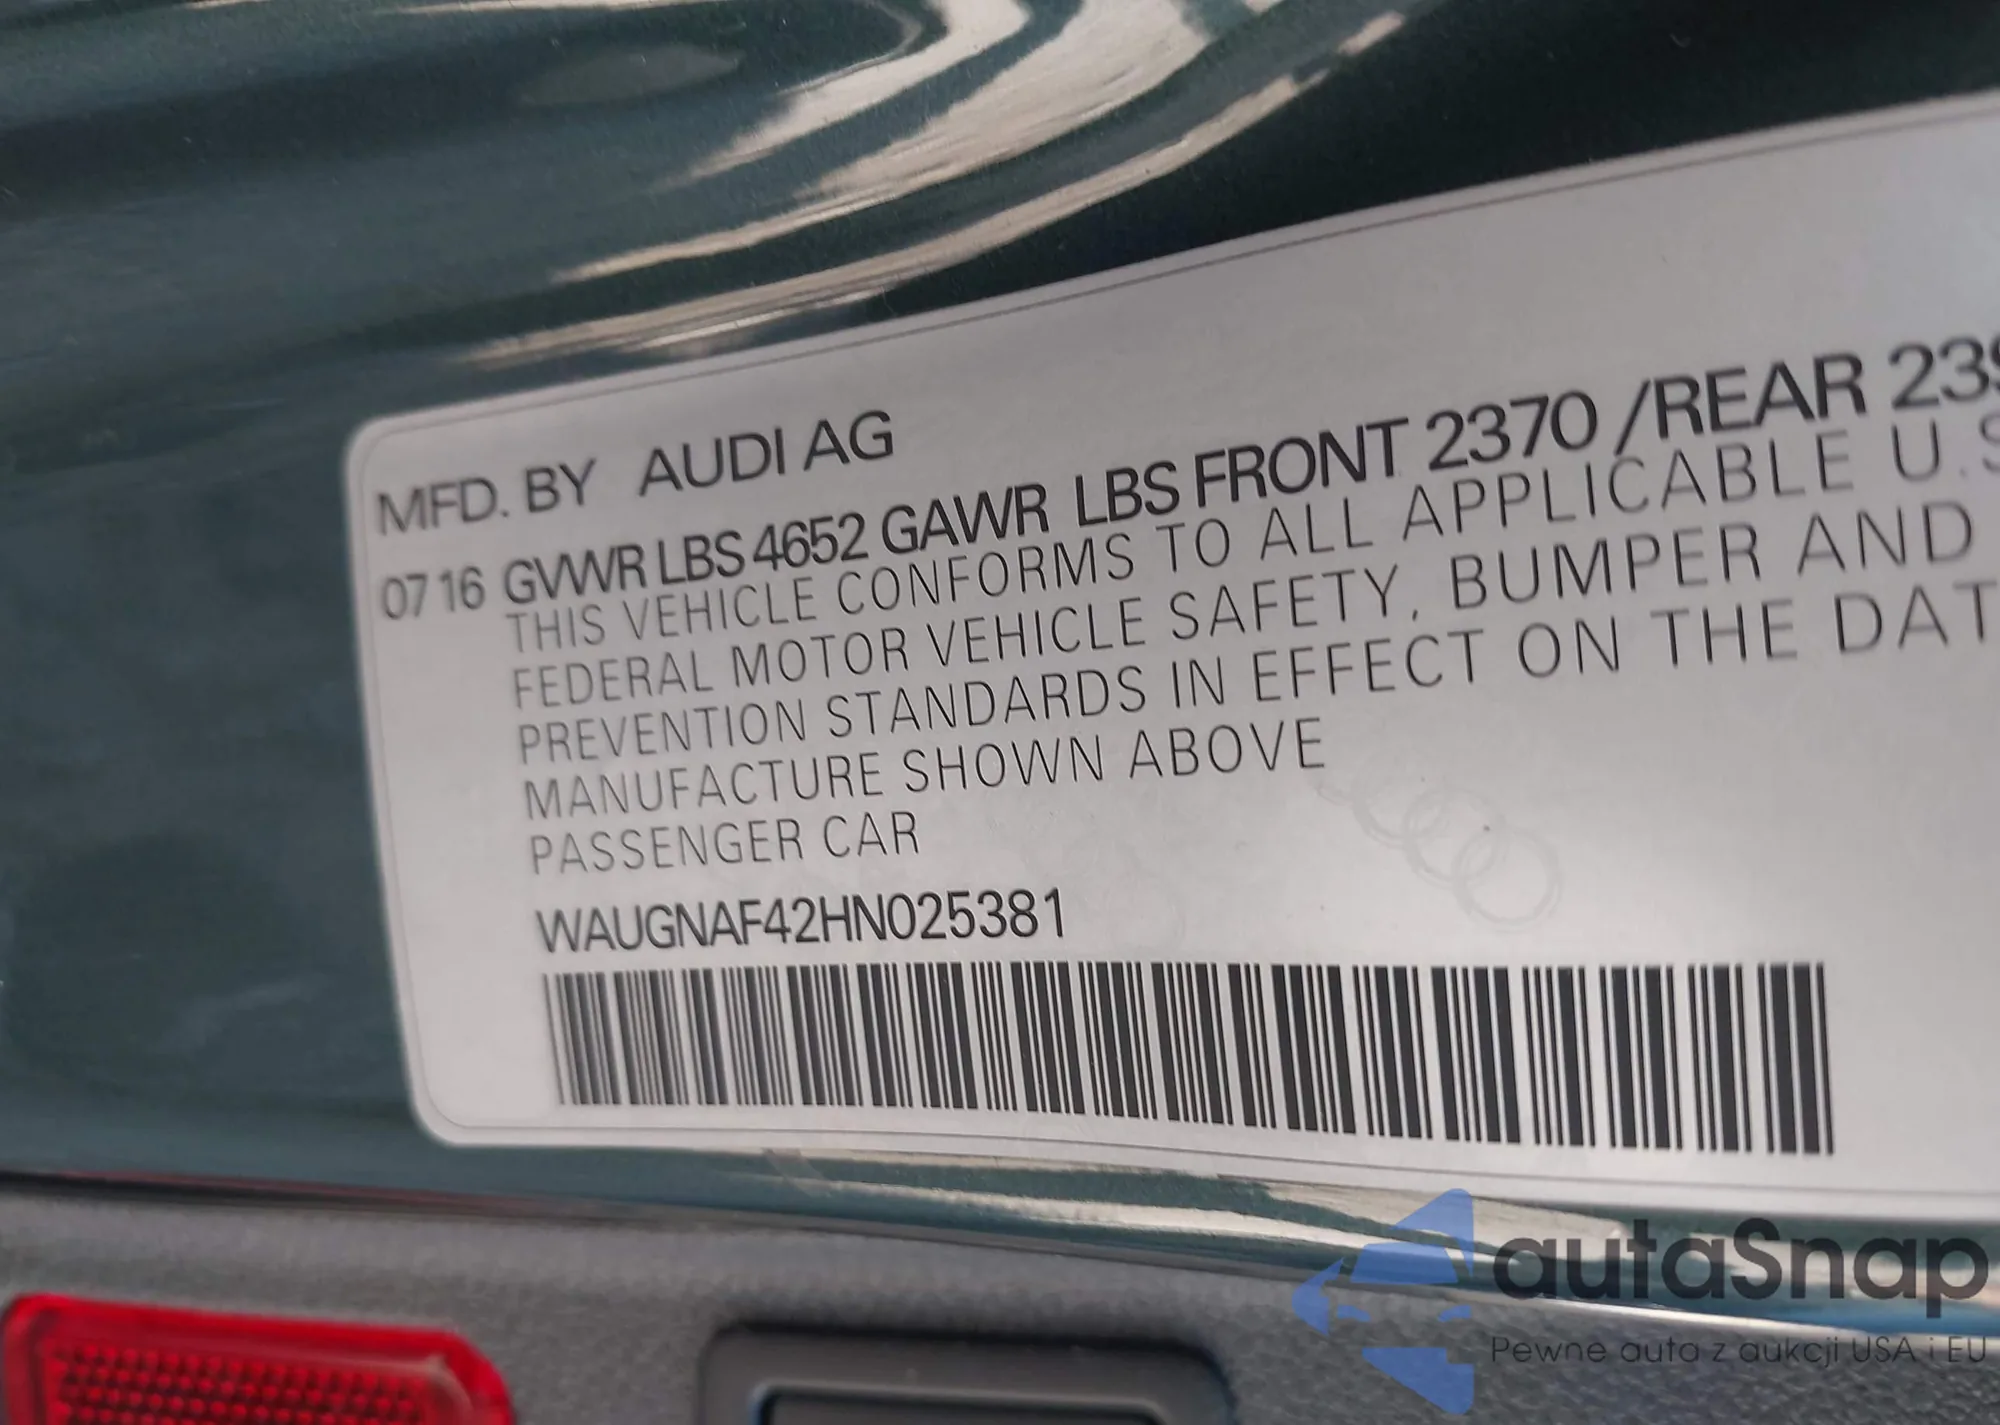 MFD. BY AUDI AG
07 16 GVWR LBS 4652 GAWR LBS FRONT 2370 /REAR 239
THIS VEHICLE CONFORMS TO ALL APPLICABLE U.S
FEDERAL MOTOR VEHICLE SAFETY, BUMPER AND
PREVENTION STANDARDS IN EFFECT ON THE DAT
MANUFACTURE SHOWN ABOVE
PASSENGER CAR
WAUGNAF42HN025381
autaSnap
Pewne auta z aukcji USA i EU